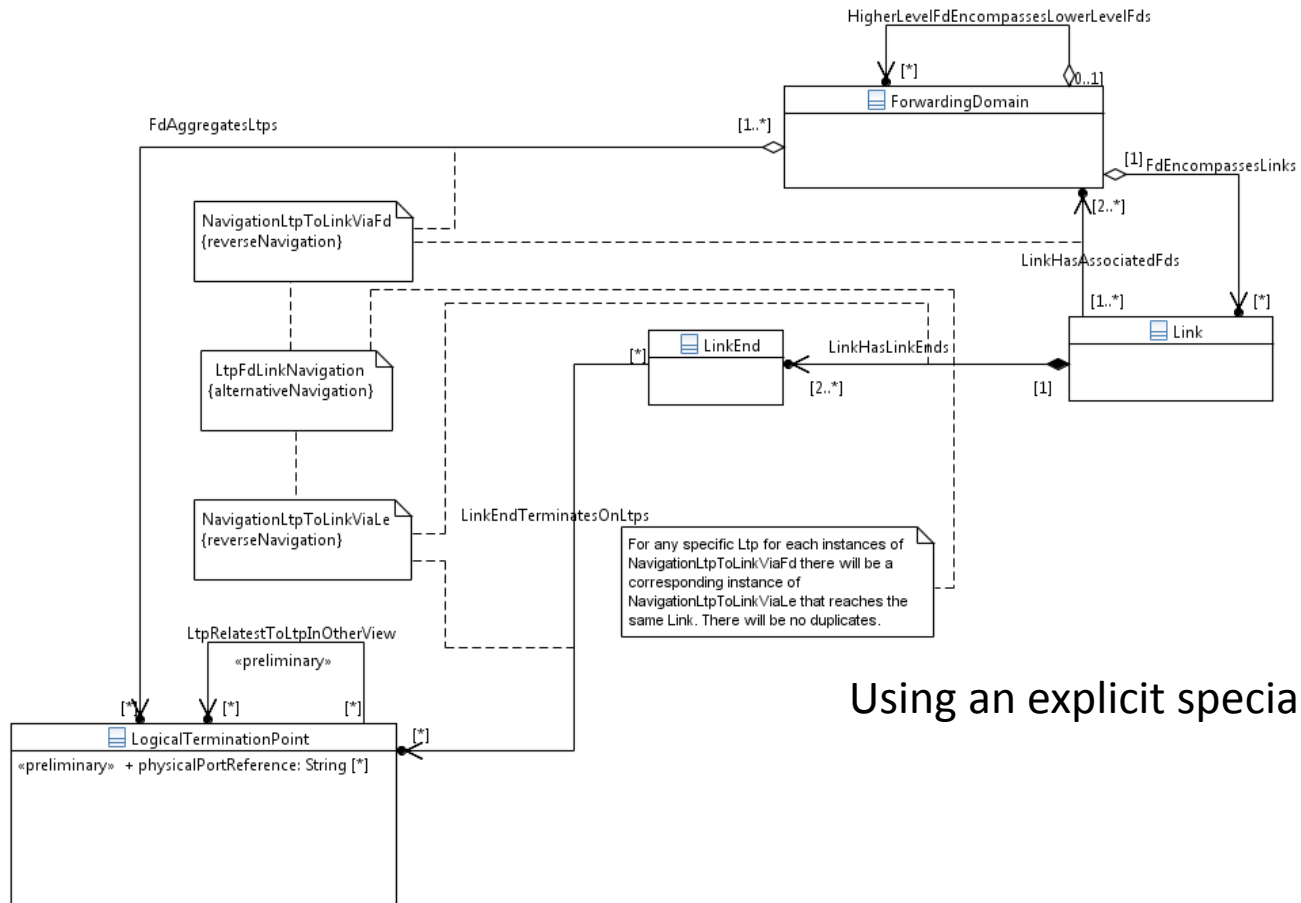 HigherLevelFdEncompassesLowerLevelFds
[*]
0..1]
ForwardingDomain
FdAggregatesLtps
[1..*]
[1]
FdEncompassesLinks
[2..*]
NavigationLtpToLinkViaFd
{reverseNavigation}
LinkHasAssociatedFds
[1..*]
[*]
Link
LinkEnd
[*]
LinkHasLinkEnds
[2..*]
[1]
LtpFdLinkNavigation
{alternativeNavigation}
NavigationLtpToLinkViaLe
{reverseNavigation}
LinkEndTerminatesOnLtps
For any specific Ltp for each instances of
NavigationLtpToLinkViaFd there will be a
corresponding instance of
NavigationLtpToLinkViaLe that reaches the
same Link. There will be no duplicates.
LtpRelatestToLtpInOtherView
«preliminary»
[*]
[*]
[*]
[*]
Using an explicit specia
LogicalTerminationPoint
«preliminary» + physicalPortReference: String [*]